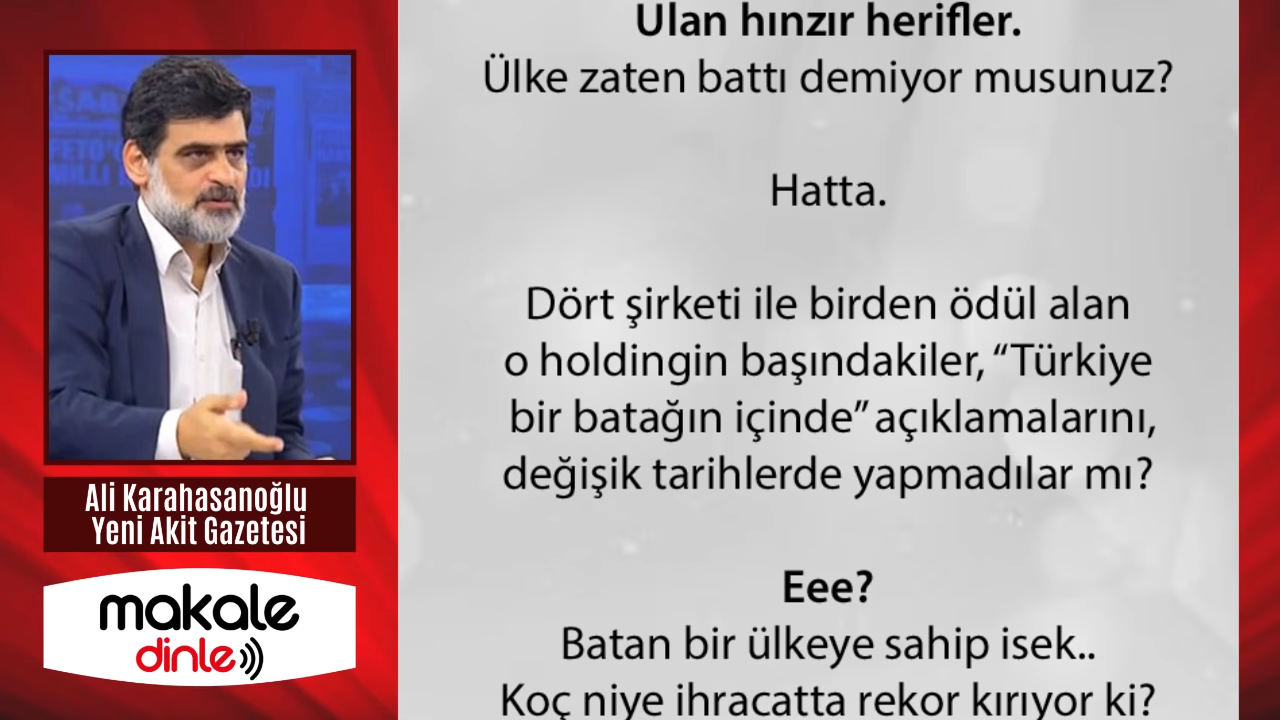 Ulan hınzır herifler.
Ülke zaten battı demiyor musunuz?
Hatta.
Dört şirketi ile birden ödül alan
o holdingin başındakiler, “Türkiye
bir batağın içinde” açıklamalarını,
değişik tarihlerde yapmadılar mı?
Eee?
Batan bir ülkeye sahip isek..
Koç niye ihracatta rekor kırıyor ki?
Ali Karahasanoğlu
Yeni Akit Gazetesi
makale
dinle